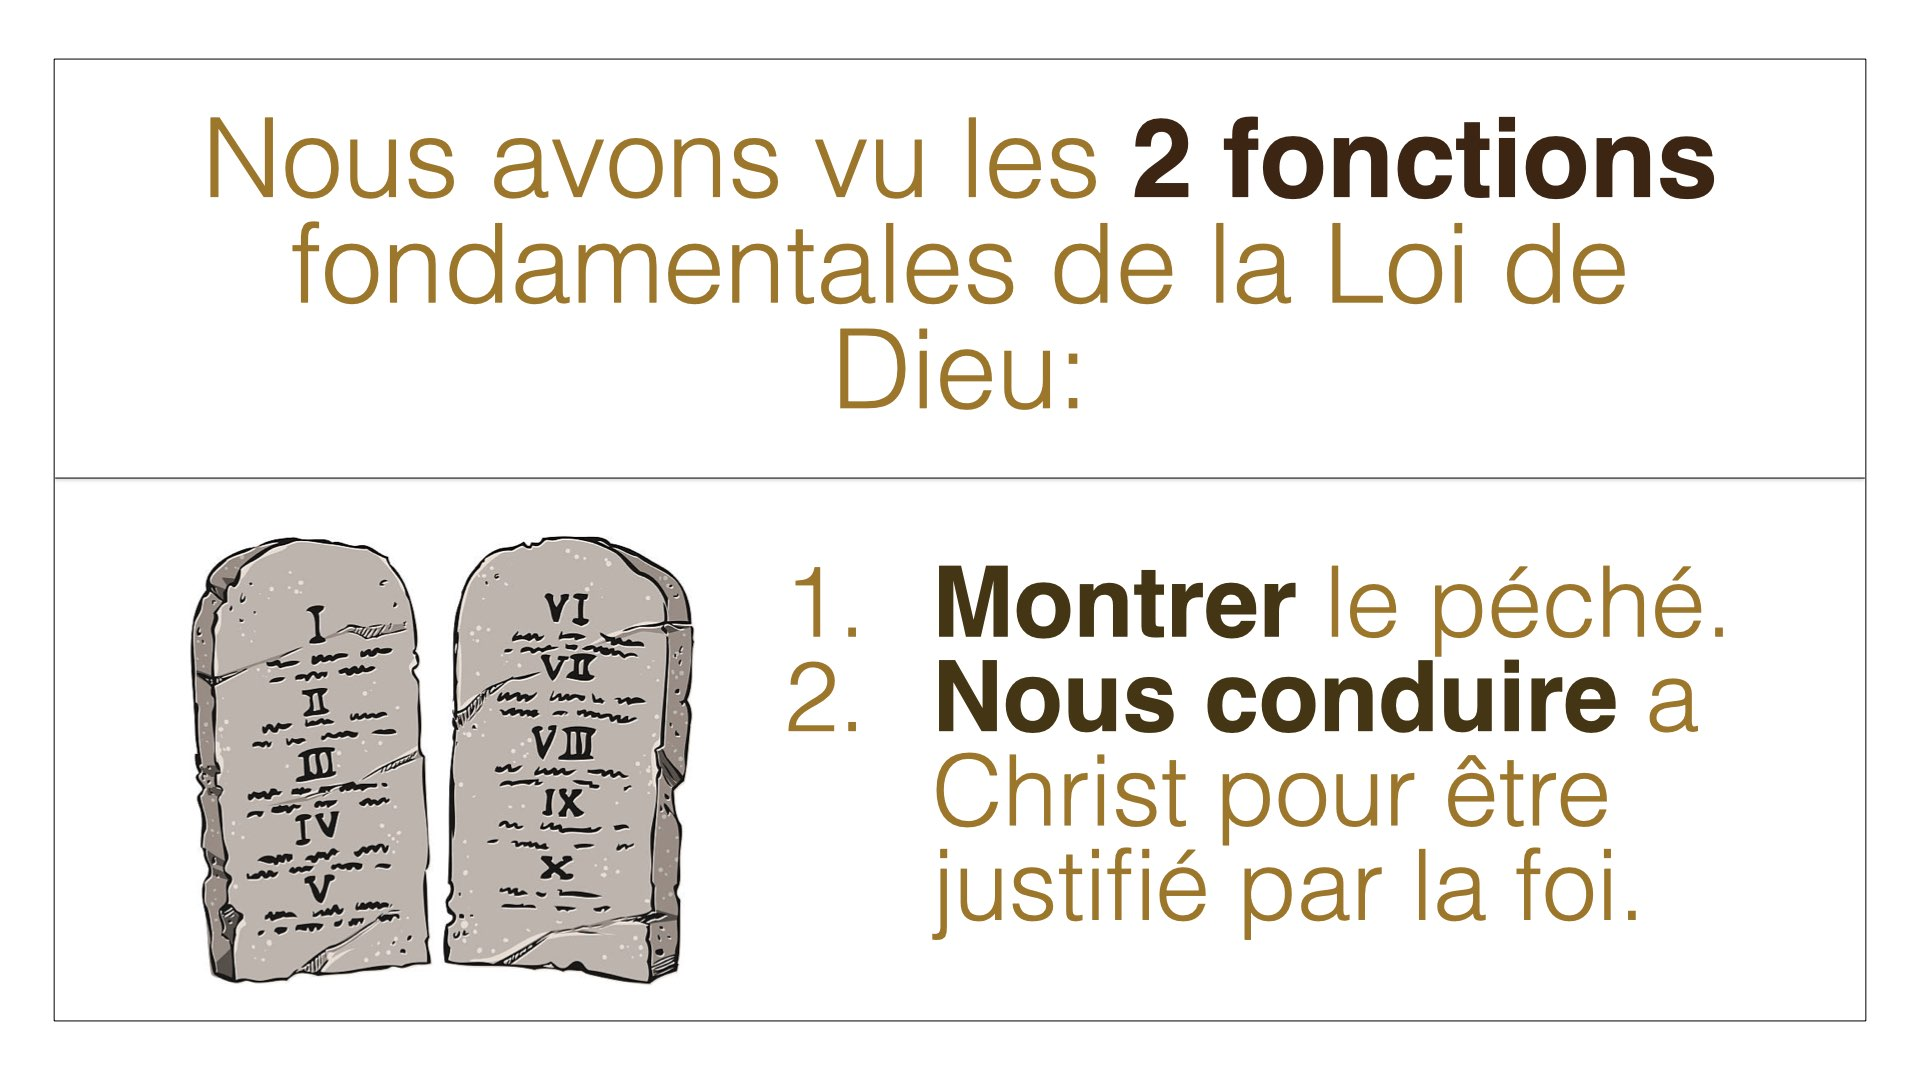 Nous avons vu les 2 fonctions
fondamentales de la Loi de
Dieu:
I
II
III
IV
V
VI
VII
VIII
IX
X
1. Montrer le péché.
2. Nous conduire a
Christ pour être
justifié par la foi.